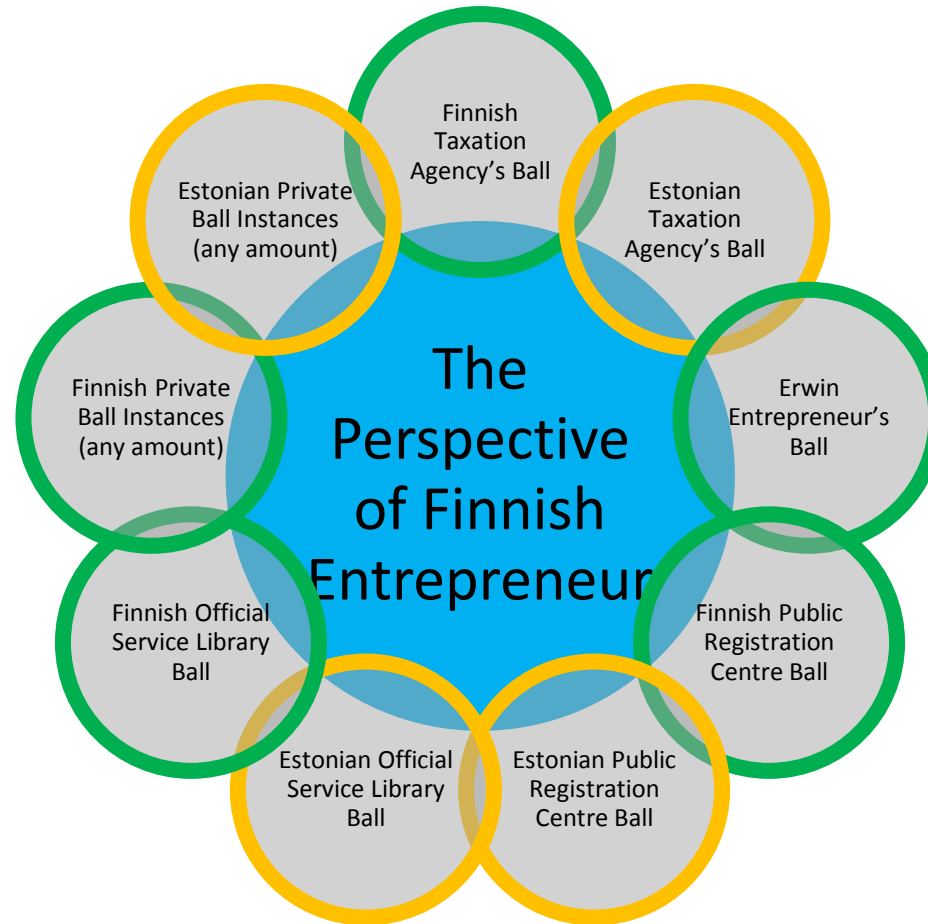 Finnish
Taxation
Agency’s Ball
Estonian
Taxation
Agency’s Ball
Erwin
Entrepreneur’s
Ball
Finnish Public
Registration
Centre Ball
Estonian Public
Registration
Centre Ball
Estonian Official
Service Library
Ball
Finnish Official
Service Library
Ball
Finnish Private
Ball Instances
(any amount)
Estonian Private
Ball Instances
(any amount)
The
Perspective
of Finnish
Entrepreneur